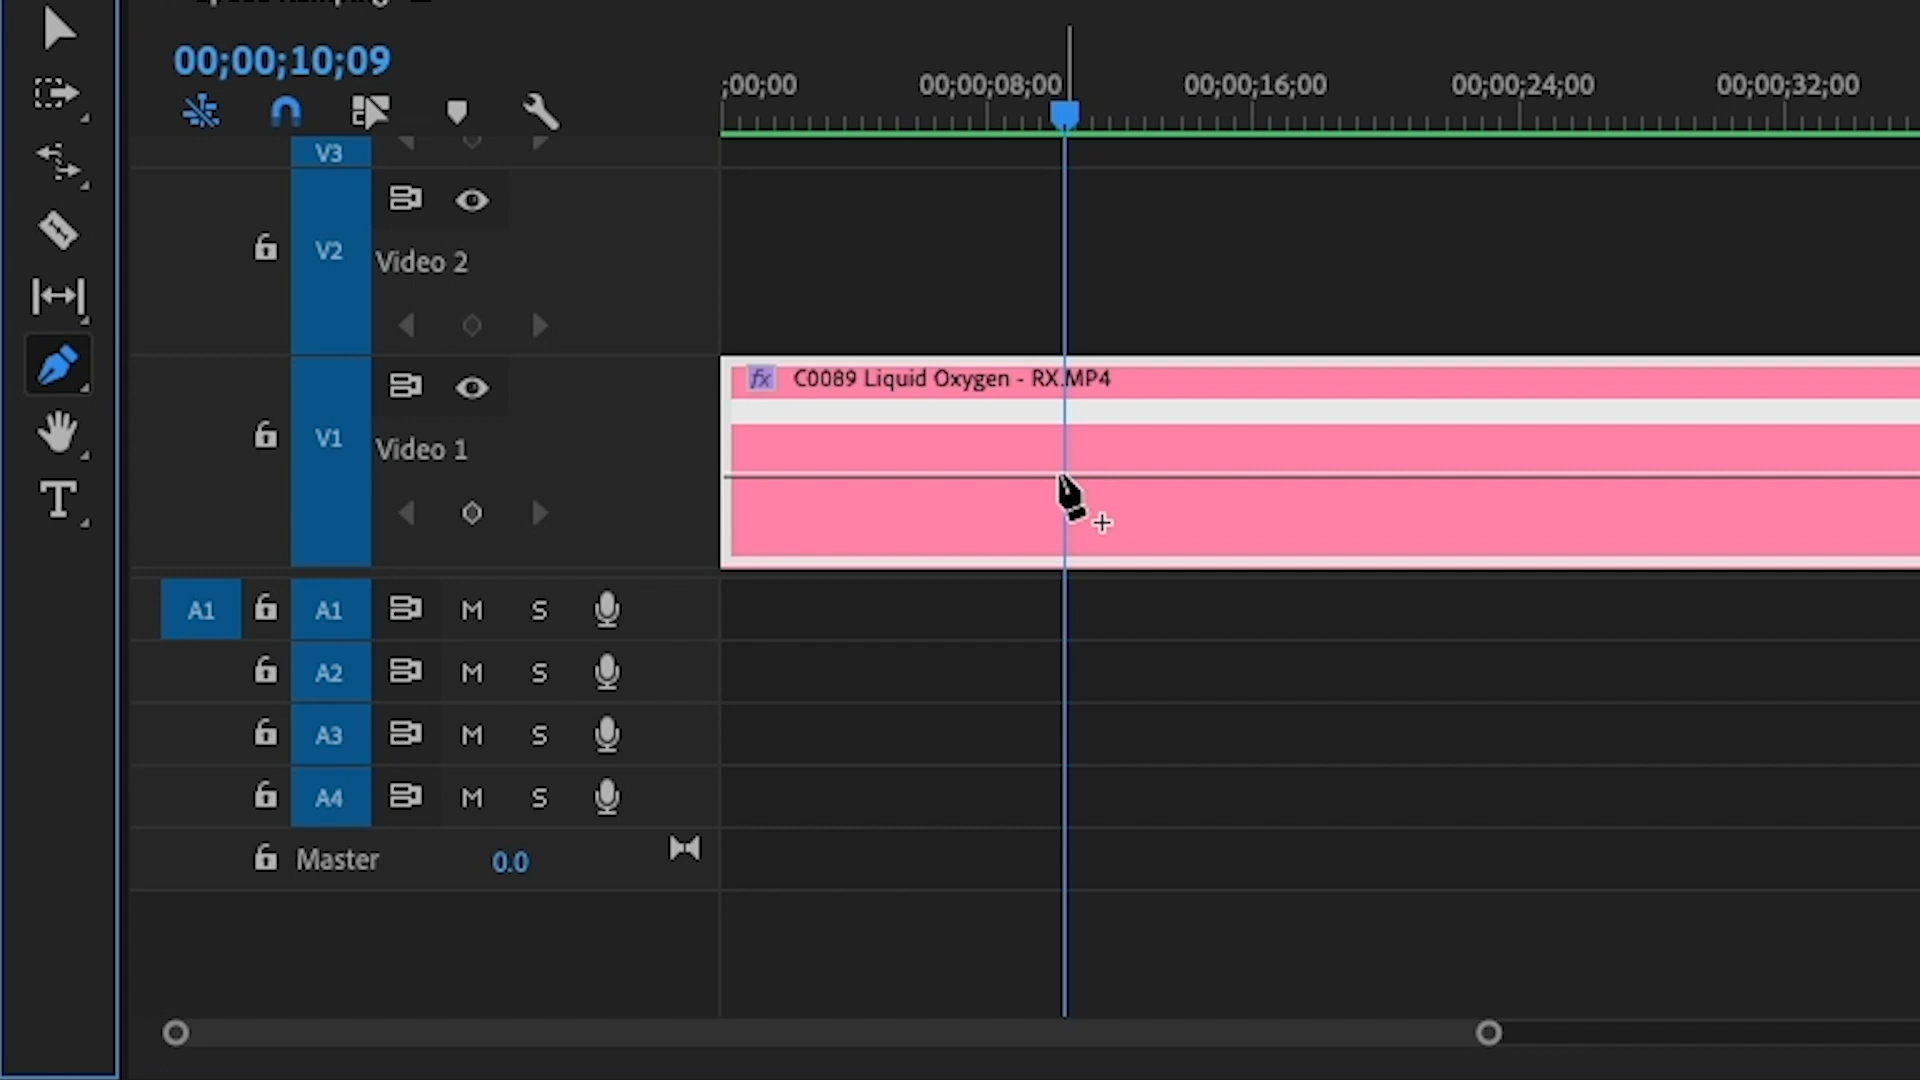 00;00;10;09
;00;00 00;00;08;00 00;00;16;00 00;00;24;00 00;00;32;00
V3
V2 Video 2
fx C0089 Liquid Oxygen - RX.MP4
V1 Video 1
A1 A1 M S
A2 M S
A3 M S
A4 M S
Master 0.0